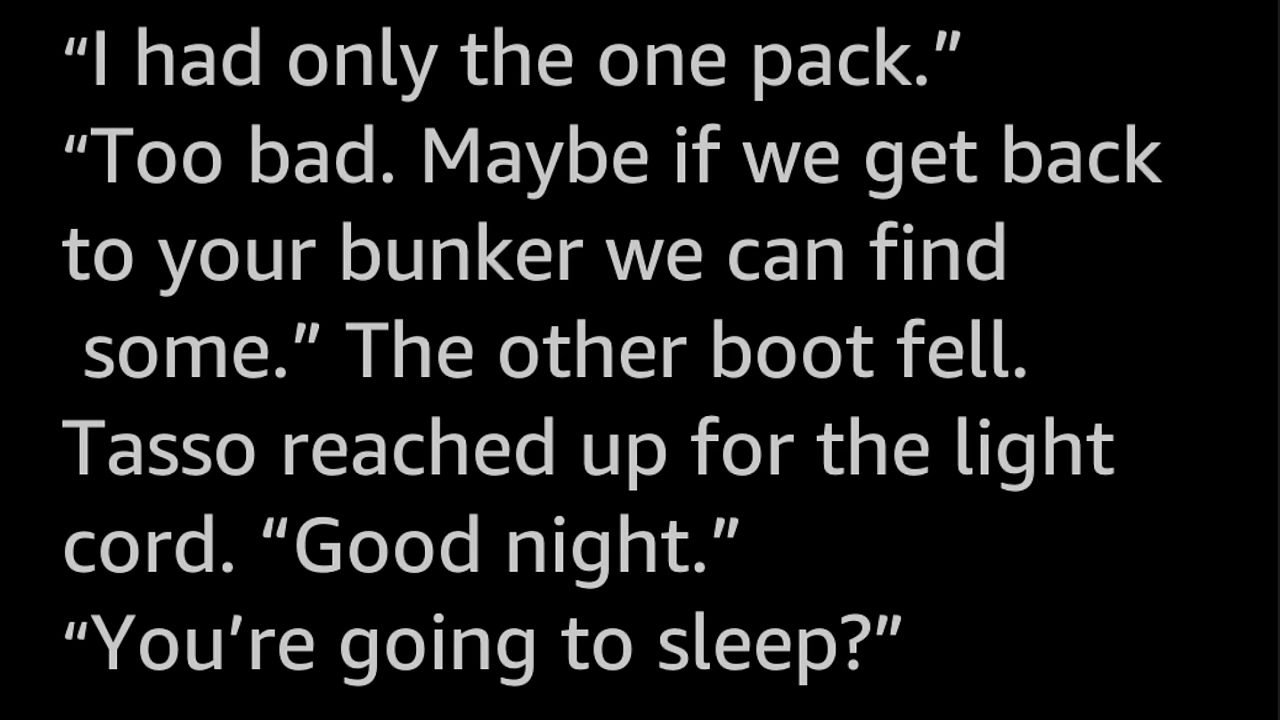 “I had only the one pack.”
“Too bad. Maybe if we get back
to your bunker we can find
some.” The other boot fell.
Tasso reached up for the light
cord. “Good night.”
“You’re going to sleep?”